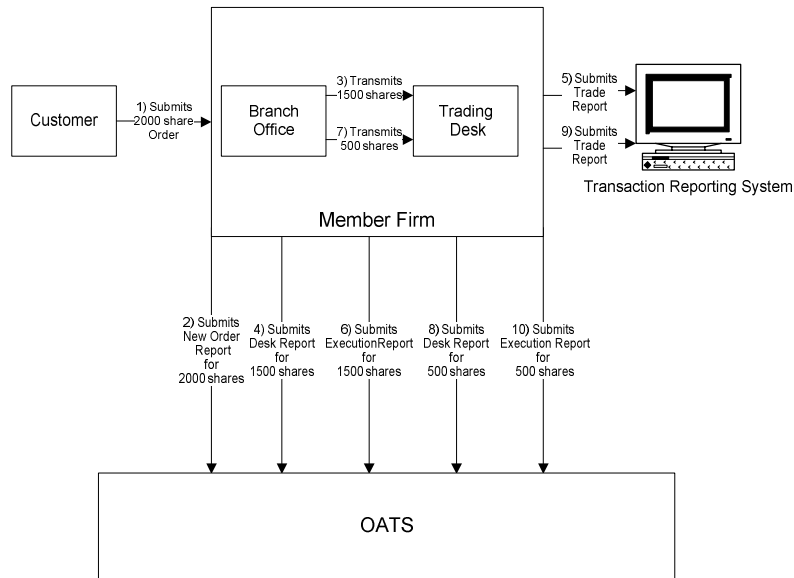 Customer
1) Submits
2000 share
Order
Branch
Office
3) Transmits
1500 shares
7) Transmits
500 shares
Trading
Desk
Member Firm
5) Submits
Trade
Report
9) Submits
Trade
Report
Transaction Reporting System
2) Submits
New Order
Report
for
2000 shares
4) Submits
Desk Report
for
1500 shares
6) Submits
ExecutionReport
for
1500 shares
8) Submits
Desk Report
for
500 shares
10) Submits
Execution Report
for
500 shares
OATS